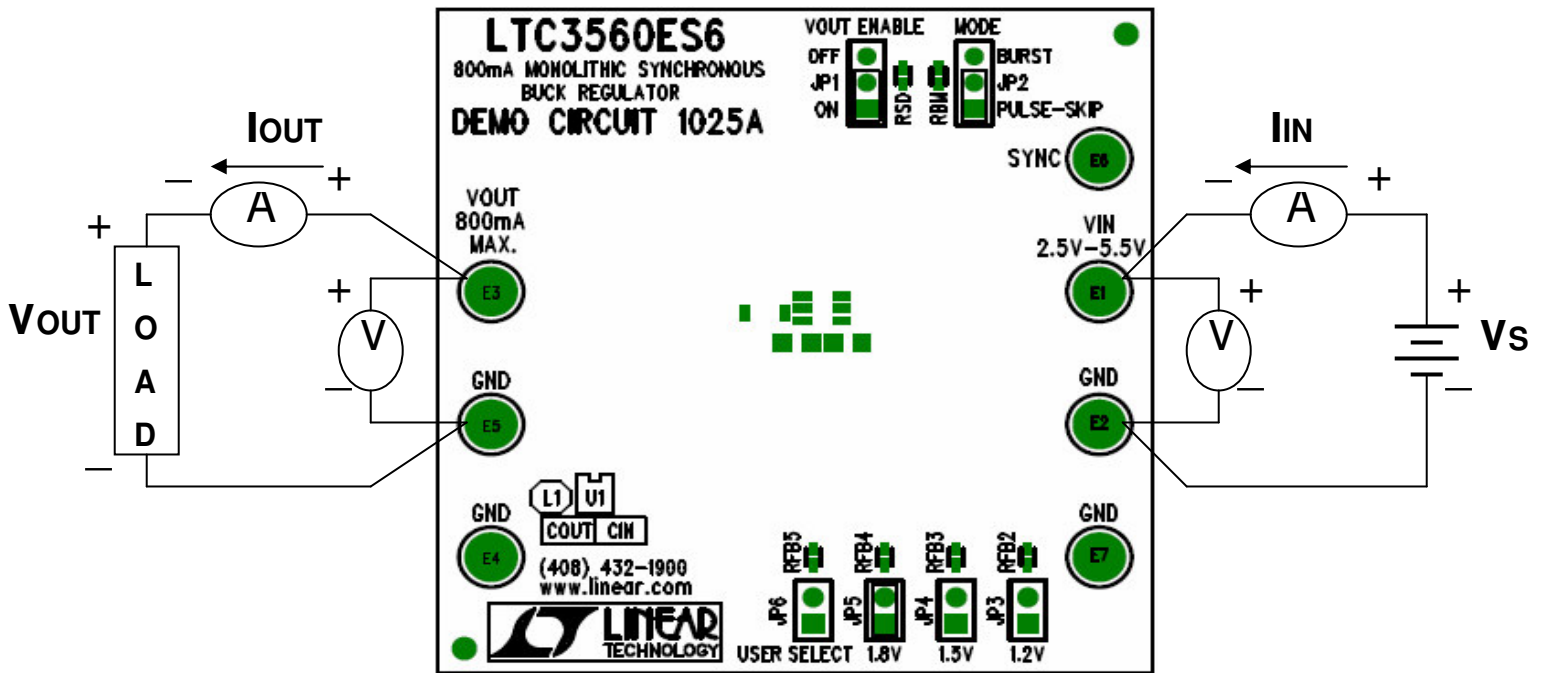 LTC3560ES6
800mA MONOLITHIC SYNCHRONOUS
BUCK REGULATOR
DEMO CIRCUIT 1025A
VOUT ENABLE
OFF
JP1
ON
RSD
MODE
RBM
BURST
JP2
PULSE-SKIP
SYNC
E6
IOUT
− +
A
+
LOAD
−
VOUT
VOUT
800mA
MAX.
E3
+
V
−
GND
E5
GND
E4
IIN
− +
A
VIN
2.5V-5.5V
E1
+
V
−
+
VS
−
GND
E2
GND
E7
L1 U1
COUT CIN
(408) 432-1900
www.linear.com
LT LINEAR
TECHNOLOGY
RFB5 RFB4 RFB3 RFB2
JP6 JP5 JP4 JP3
USER SELECT 1.8V 1.5V 1.2V